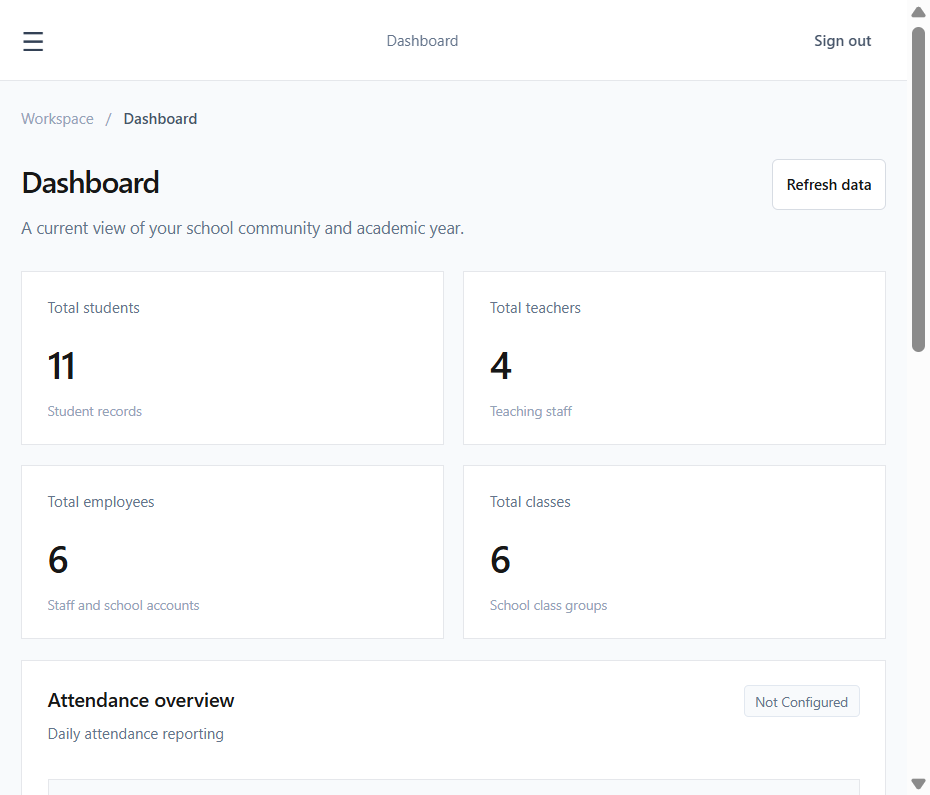 ☰ Dashboard Sign out
Workspace / Dashboard
Dashboard
Refresh data
A current view of your school community and academic year.
Total students
11
Student records
Total teachers
4
Teaching staff
Total employees
6
Staff and school accounts
Total classes
6
School class groups
Attendance overview
Not Configured
Daily attendance reporting